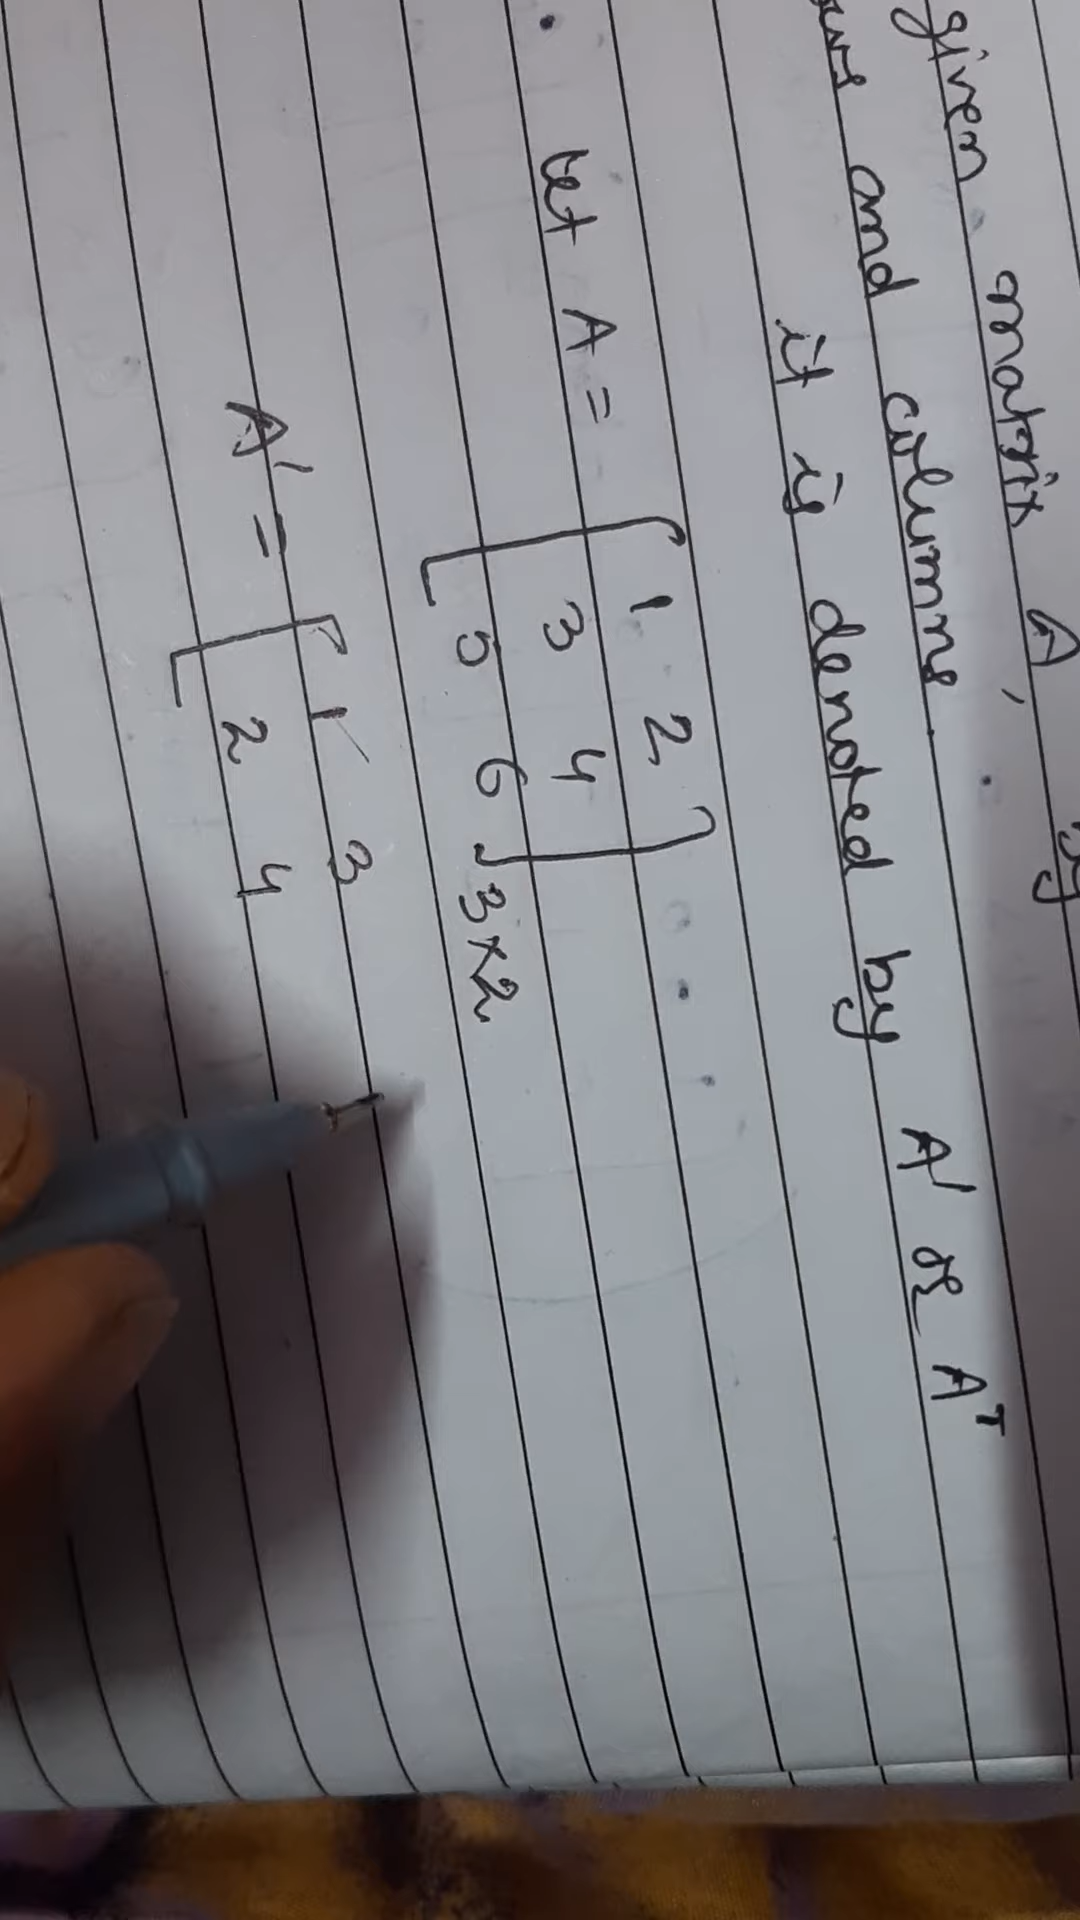 given matrix A, by
and columns.
it is denoted by A' or A^T
let A = [1 2
3 4
5 6] 3×2
A' = [1 3
2 4